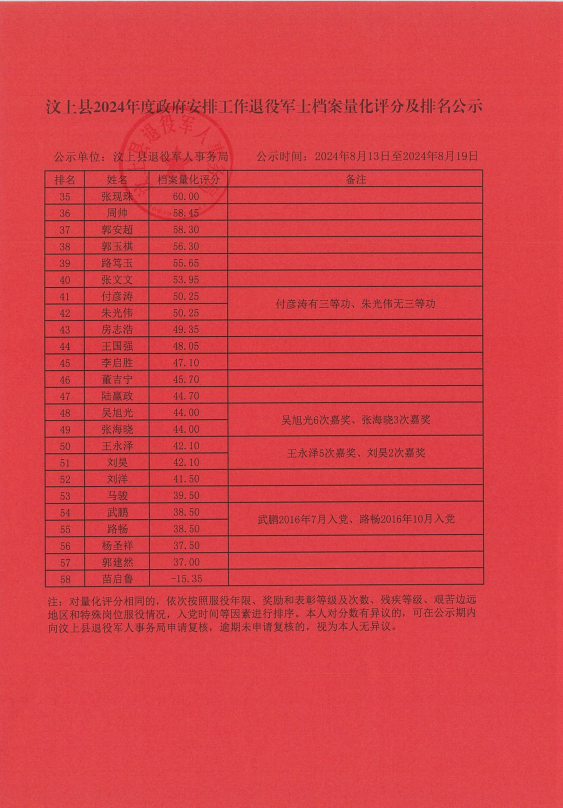 汶上县2024年度政府安排工作退役军士档案量化评分及排名公示
公示单位：汶上县退役军人事务局 公示时间：2024年8月13日至2024年8月19日
排名 姓名 档案量化评分 备注
35 张现珠 60.00
36 周帅 58.45
37 郭安超 58.30
38 郭玉祺 56.30
39 路笃玉 55.65
40 张文文 53.95
41 付彦涛 50.25
付彦涛有三等功、朱光伟无三等功
42 朱光伟 50.25
43 房志浩 49.35
44 王国强 48.05
45 李启胜 47.10
46 董吉宁 45.70
47 陆赢政 44.70
48 吴旭光 44.00
吴旭光6次嘉奖、张海晓3次嘉奖
49 张海晓 44.00
50 王永泽 42.10
王永泽5次嘉奖、刘昊2次嘉奖
51 刘昊 42.10
52 刘洋 41.50
53 马骏 39.50
54 武鹏 38.50
武鹏2016年7月入党、路畅2016年10月入党
55 路畅 38.50
56 杨圣祥 37.50
57 郭建然 37.00
58 苗启鲁 -15.35
注：对量化评分相同的，依次按照服役年限、奖励和表彰等级及次数、残疾等级、艰苦边远
地区和特殊岗位服役情况，入党时间等因素进行排序。本人对分数有异议的，可在公示期内
向汶上县退役军人事务局申请复核，逾期未申请复核的，视为本人无异议。